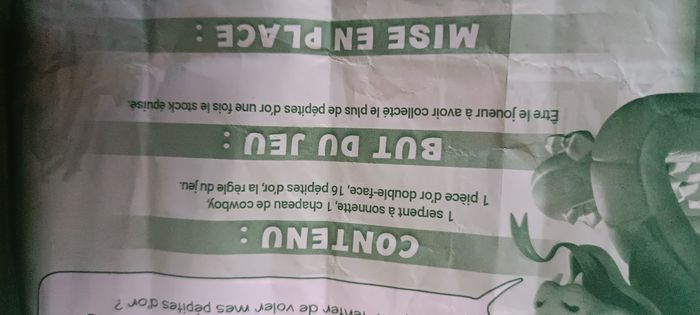 tenter de voler mes pépites d'or ?
CONTENU :
1 serpent à sonnette, 1 chapeau de cowboy,
1 pièce d'or double-face, 16 pépites d'or, la règle du jeu.
BUT DU JEU :
Être le joueur à avoir collecté le plus de pépites d'or une fois le stock épuisé.
MISE EN PLACE :